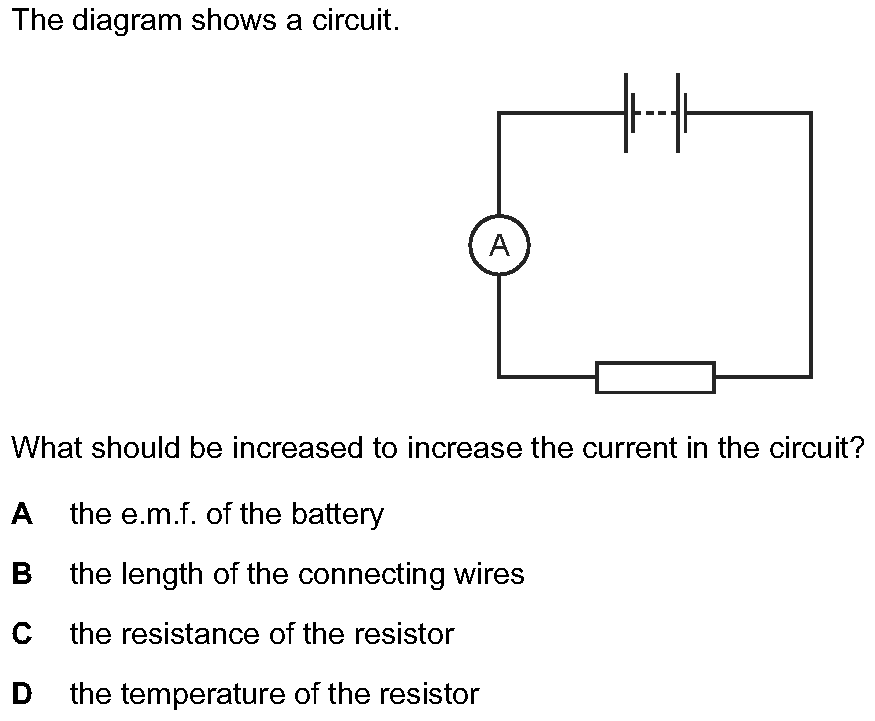 The diagram shows a circuit.
A
What should be increased to increase the current in the circuit?
A the e.m.f. of the battery
B the length of the connecting wires
C the resistance of the resistor
D the temperature of the resistor